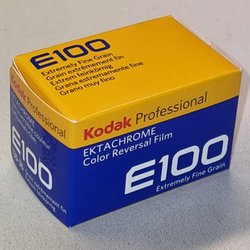 E100
Extremely Fine Grain
Grain extrêmement fin
Extrem feinkörnig
Grana estremamente fine
Grano muy fino
Kodak Professional
EKTACHROME
Color Reversal Film
E100
Extremely Fine Grain
E100